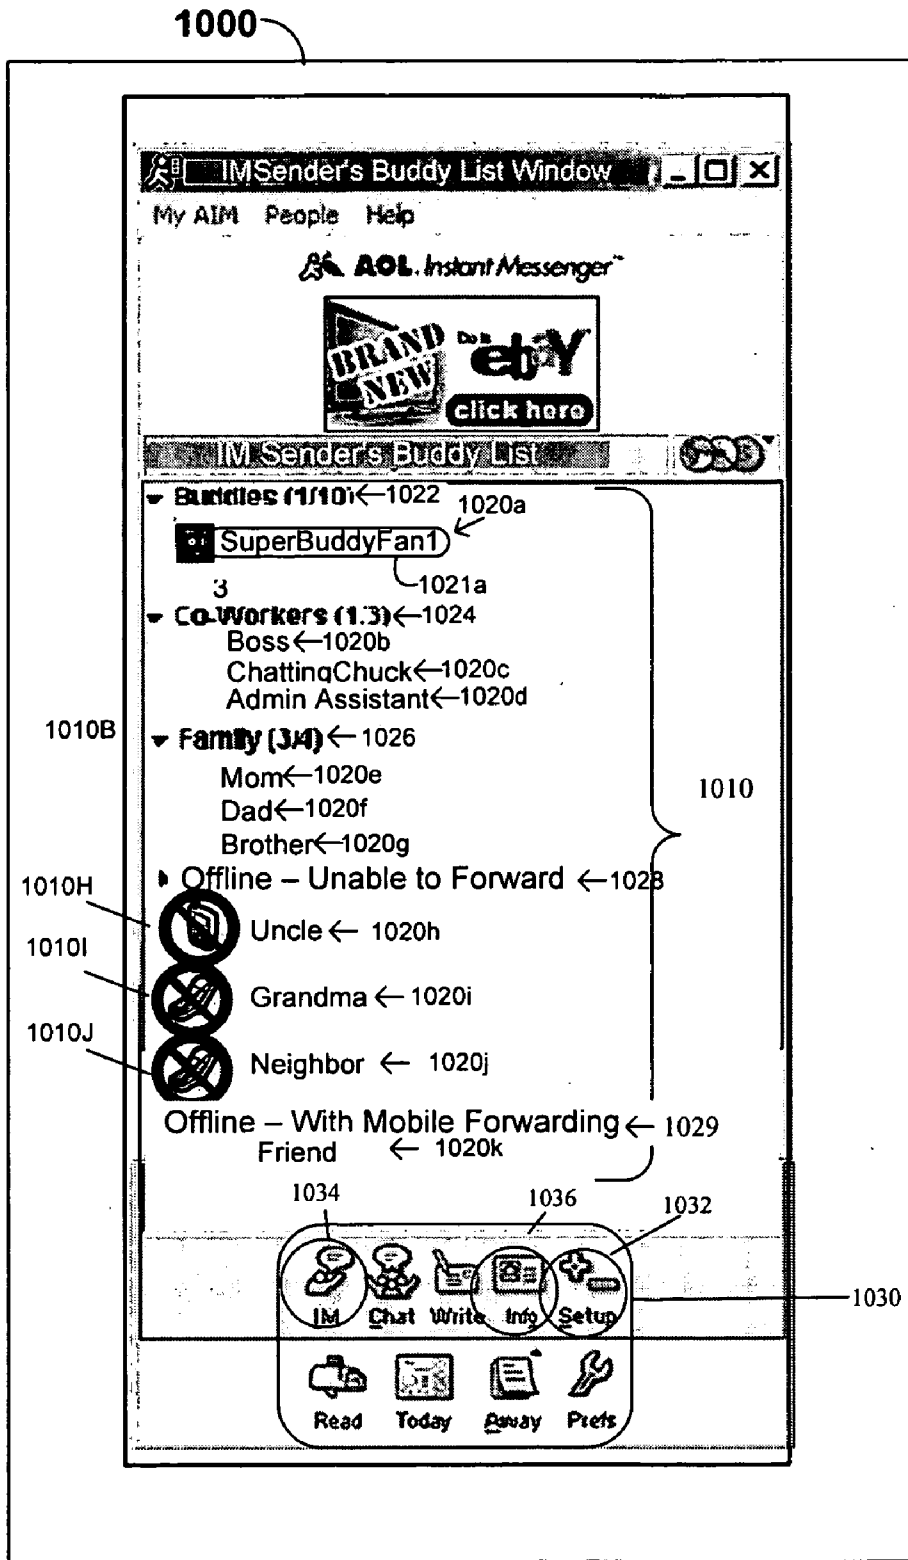 1000
IMSender's Buddy List Window
My AIM People Help
AOL Instant Messenger™
BRAND NEW
Do it
ebaY
click here
IM Sender's Buddy List
Buddies (1/10) ←1022
1020a
SuperBuddyFan1
3
1021a
Co-Workers (1.3) ←1024
Boss ←1020b
ChattingChuck ←1020c
Admin Assistant ←1020d
1010B
Family (3/4) ← 1026
Mom ←1020e
Dad ←1020f
Brother ←1020g
1010
Offline – Unable to Forward ←1028
1010H
Uncle ← 1020h
1010I
Grandma ← 1020i
1010J
Neighbor ← 1020j
Offline – With Mobile Forwarding ← 1029
Friend ← 1020k
1034
1036
1032
IM Chat Write Info Setup
1030
Read Today Away Prefs